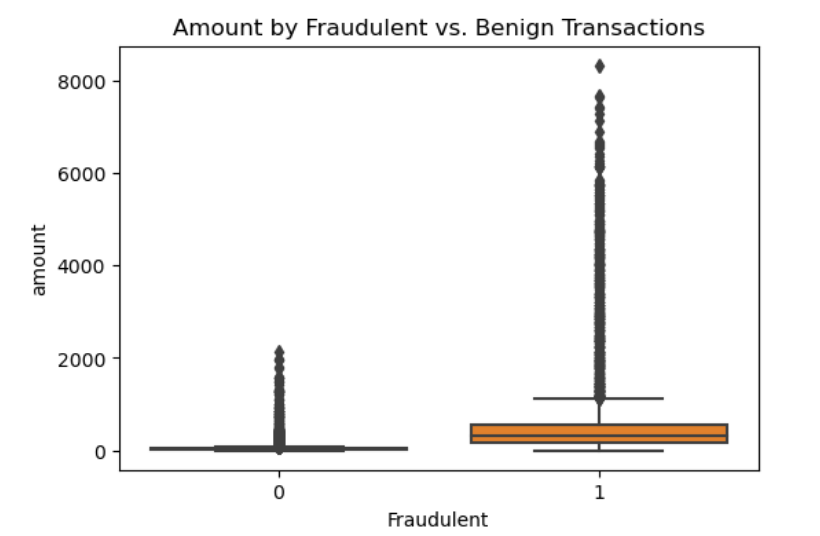 Amount by Fraudulent vs. Benign Transactions
8000
6000
4000
2000
0
amount
0 1
Fraudulent